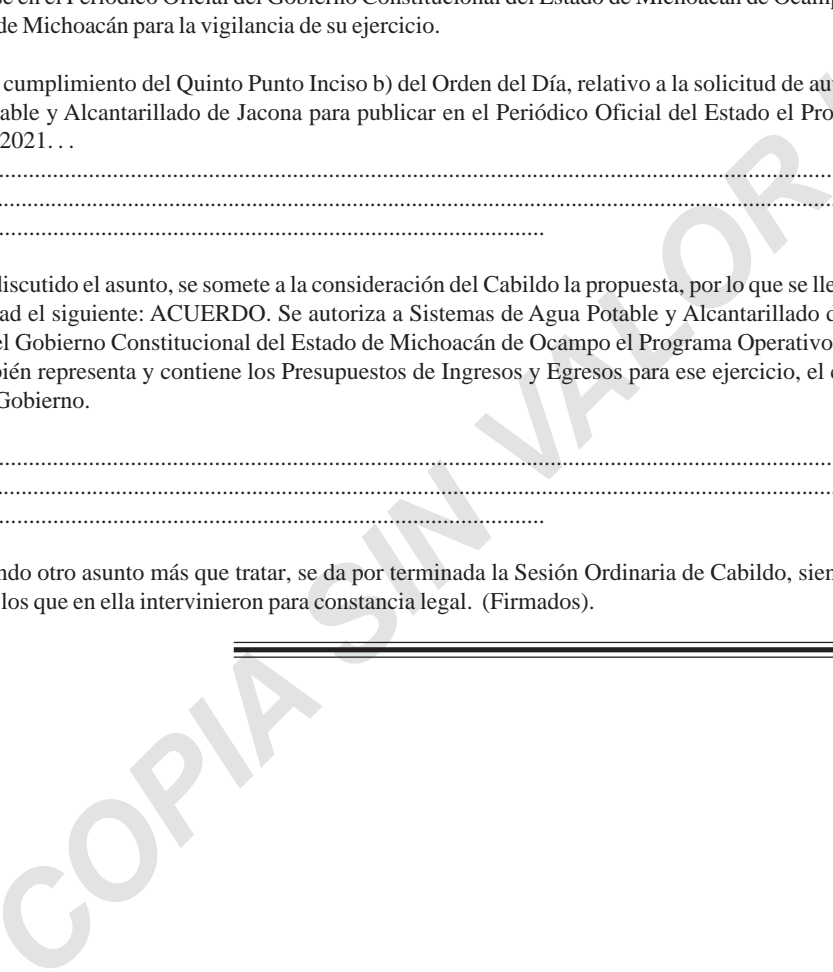 se en el Periódico Oficial del Gobierno Constitucional del Estado de Michoacán de Ocamp
de Michoacán para la vigilancia de su ejercicio.
cumplimiento del Quinto Punto Inciso b) del Orden del Día, relativo a la solicitud de au
able y Alcantarillado de Jacona para publicar en el Periódico Oficial del Estado el Pro
2021. . .
discutido el asunto, se somete a la consideración del Cabildo la propuesta, por lo que se lle
ad el siguiente: ACUERDO. Se autoriza a Sistemas de Agua Potable y Alcantarillado d
el Gobierno Constitucional del Estado de Michoacán de Ocampo el Programa Operativo
bién representa y contiene los Presupuestos de Ingresos y Egresos para ese ejercicio, el c
Gobierno.
ndo otro asunto más que tratar, se da por terminada la Sesión Ordinaria de Cabildo, sien
los que en ella intervinieron para constancia legal. (Firmados).
COPIA SIN VALOR